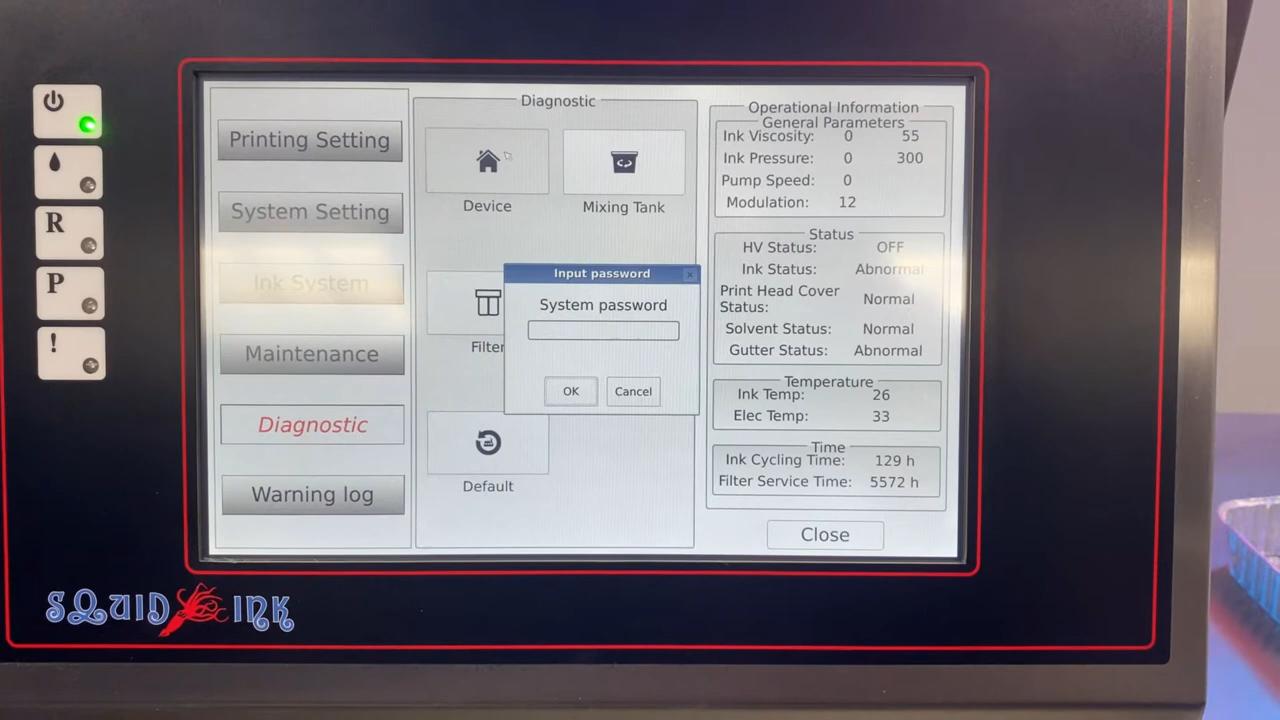 R
P
!
Printing Setting
System Setting
Ink System
Maintenance
Diagnostic
Warning log
Diagnostic
Device
Mixing Tank
Filter
Default
Input password
System password
OK
Cancel
Operational Information
General Parameters
Ink Viscosity: 0 55
Ink Pressure: 0 300
Pump Speed: 0
Modulation: 12
Status
HV Status: OFF
Ink Status: Abnormal
Print Head Cover
Status: Normal
Solvent Status: Normal
Gutter Status: Abnormal
Temperature
Ink Temp: 26
Elec Temp: 33
Time
Ink Cycling Time: 129 h
Filter Service Time: 5572 h
Close
SQUID INK